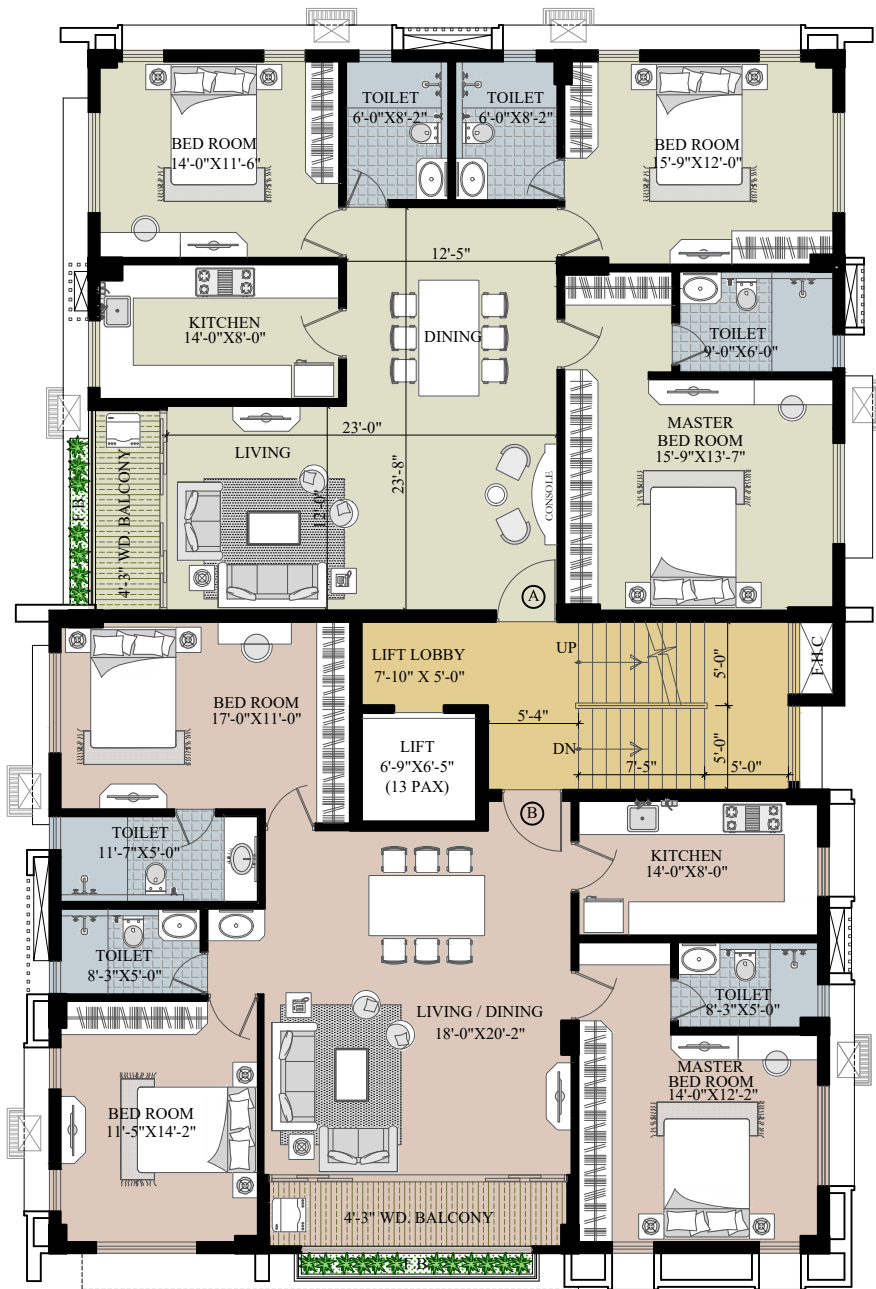 TOILET
6'-0"X8'-2"
TOILET
6'-0"X8'-2"
BED ROOM
14'-0"X11'-6"
BED ROOM
15'-9"X12'-0"
12'-5"
KITCHEN
14'-0"X8'-0"
DINING
TOILET
9'-0"X6'-0"
23'-0"
LIVING
MASTER
BED ROOM
15'-9"X13'-7"
23'-8"
12'-0"
CONSOLE
F.B
4'-3" WD. BALCONY
A
LIFT LOBBY
7'-10" X 5'-0"
UP
5'-0"
F.H.C
BED ROOM
17'-0"X11'-0"
5'-4"
LIFT
6'-9"X6'-5"
(13 PAX)
DN
5'-0"
7'-5"
5'-0"
B
TOILET
11'-7"X5'-0"
KITCHEN
14'-0"X8'-0"
TOILET
8'-3"X5'-0"
TOILET
8'-3"X5'-0"
LIVING / DINING
18'-0"X20'-2"
MASTER
BED ROOM
14'-0"X12'-2"
BED ROOM
11'-5"X14'-2"
4'-3" WD. BALCONY
F.B